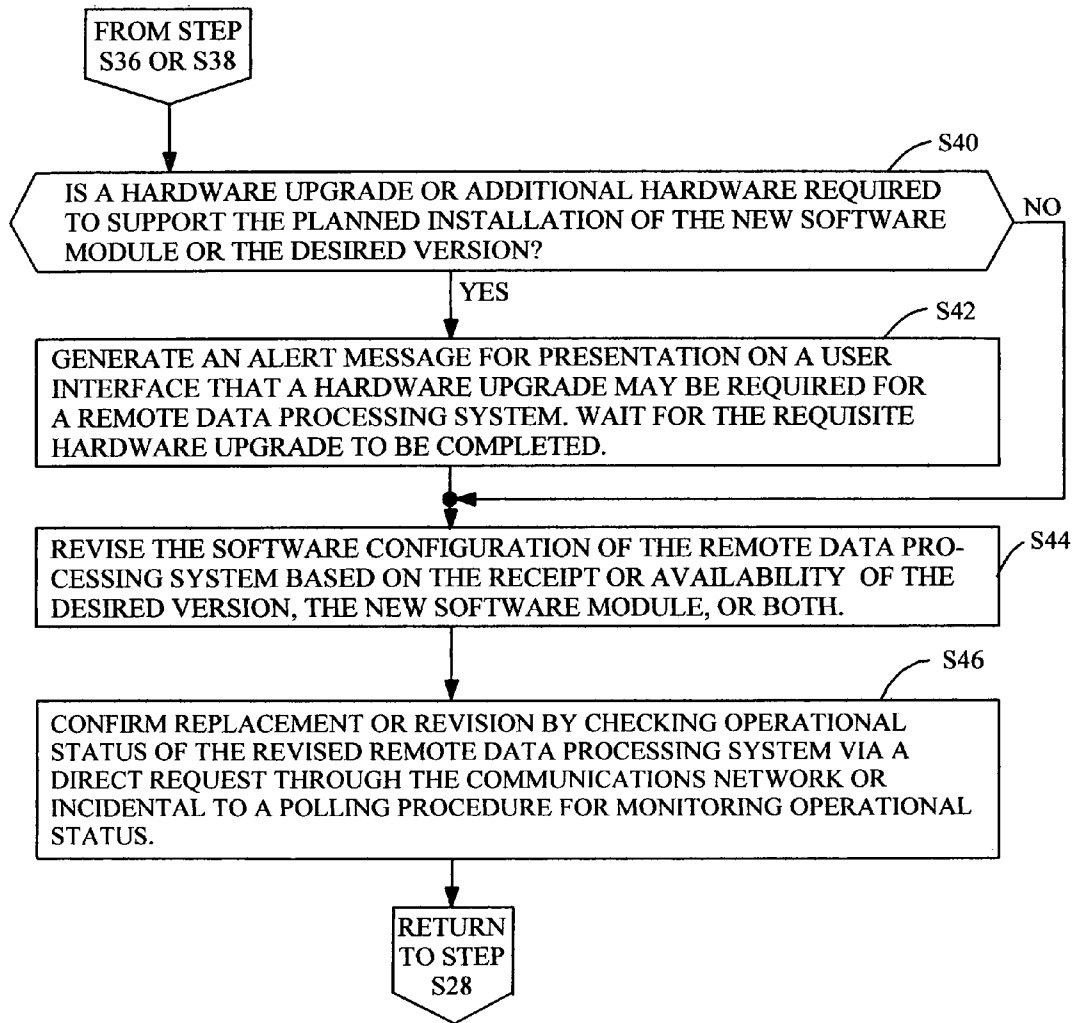 FROM STEP
S36 OR S38
S40
IS A HARDWARE UPGRADE OR ADDITIONAL HARDWARE REQUIRED
TO SUPPORT THE PLANNED INSTALLATION OF THE NEW SOFTWARE
MODULE OR THE DESIRED VERSION?
NO
YES
S42
GENERATE AN ALERT MESSAGE FOR PRESENTATION ON A USER
INTERFACE THAT A HARDWARE UPGRADE MAY BE REQUIRED FOR
A REMOTE DATA PROCESSING SYSTEM. WAIT FOR THE REQUISITE
HARDWARE UPGRADE TO BE COMPLETED.
REVISE THE SOFTWARE CONFIGURATION OF THE REMOTE DATA PRO-
CESSING SYSTEM BASED ON THE RECEIPT OR AVAILABILITY OF THE
DESIRED VERSION, THE NEW SOFTWARE MODULE, OR BOTH.
S44
S46
CONFIRM REPLACEMENT OR REVISION BY CHECKING OPERATIONAL
STATUS OF THE REVISED REMOTE DATA PROCESSING SYSTEM VIA A
DIRECT REQUEST THROUGH THE COMMUNICATIONS NETWORK OR
INCIDENTAL TO A POLLING PROCEDURE FOR MONITORING OPERATIONAL
STATUS.
RETURN
TO STEP
S28